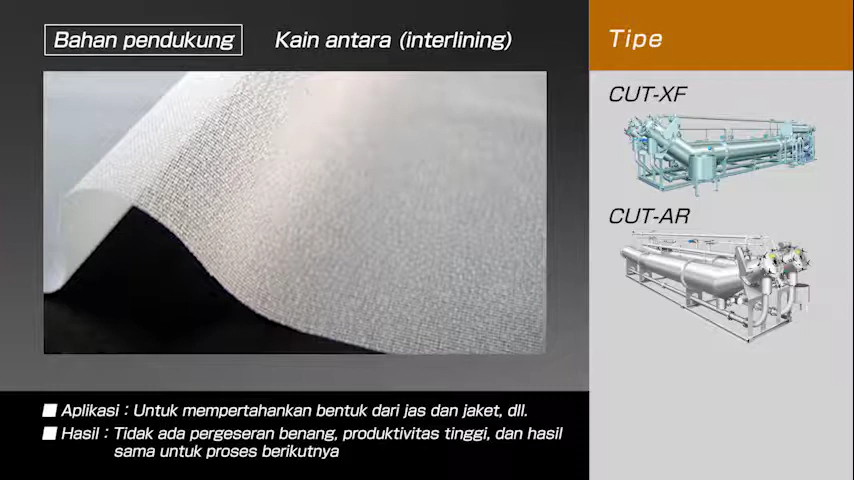 Bahan pendukung Kain antara (interlining)
Tipe
CUT-XF
CUT-AR
■ Aplikasi : Untuk mempertahankan bentuk dari jas dan jaket, dll.
■ Hasil : Tidak ada pergeseran benang, produktivitas tinggi, dan hasil
sama untuk proses berikutnya